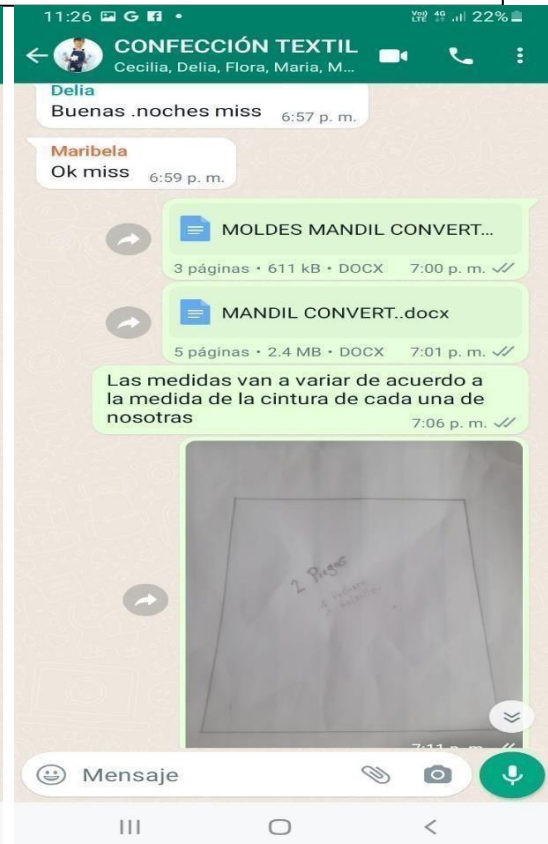 11:26 G 22%
CONFECCIÓN TEXTIL
Cecilia, Delia, Flora, Maria, M...
Delia
Buenas .noches miss 6:57 p. m.
Maribela
Ok miss 6:59 p. m.
MOLDES MANDIL CONVERT...
3 páginas • 611 kB • DOCX 7:00 p. m.
MANDIL CONVERT..docx
5 páginas • 2.4 MB • DOCX 7:01 p. m.
Las medidas van a variar de acuerdo a
la medida de la cintura de cada una de
nosotras
7:06 p. m.
2 Piezas
7:11 p. m.
Mensaje